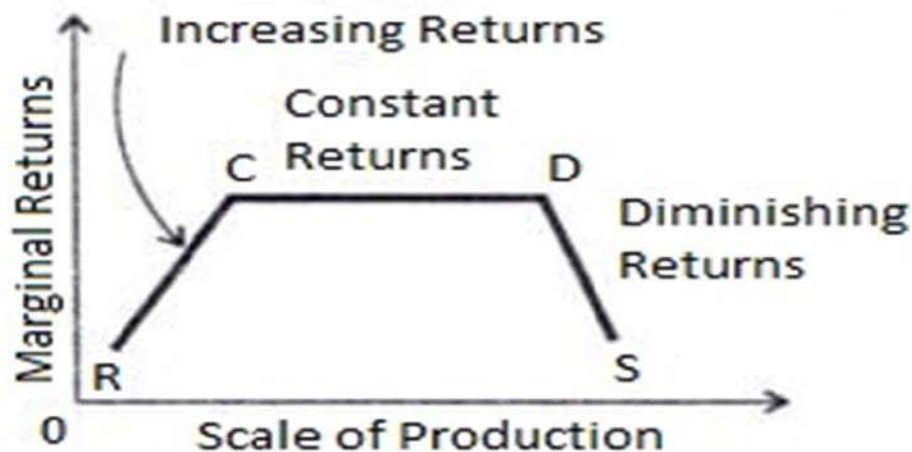 Increasing Returns
Constant
Returns
C
D
Diminishing
Returns
Marginal Returns
R
S
0
Scale of Production